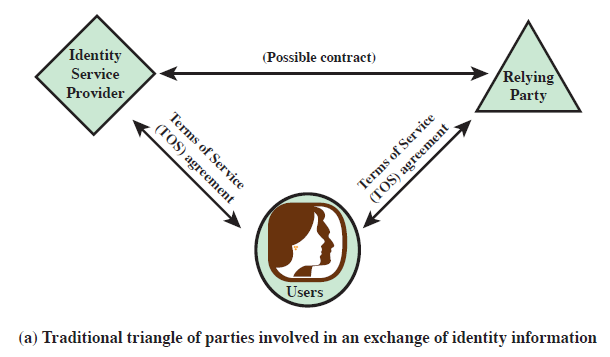 Identity
Service
Provider
(Possible contract)
Relying
Party
Terms of Service
(TOS) agreement
Terms of Service
(TOS) agreement
Users
(a) Traditional triangle of parties involved in an exchange of identity information